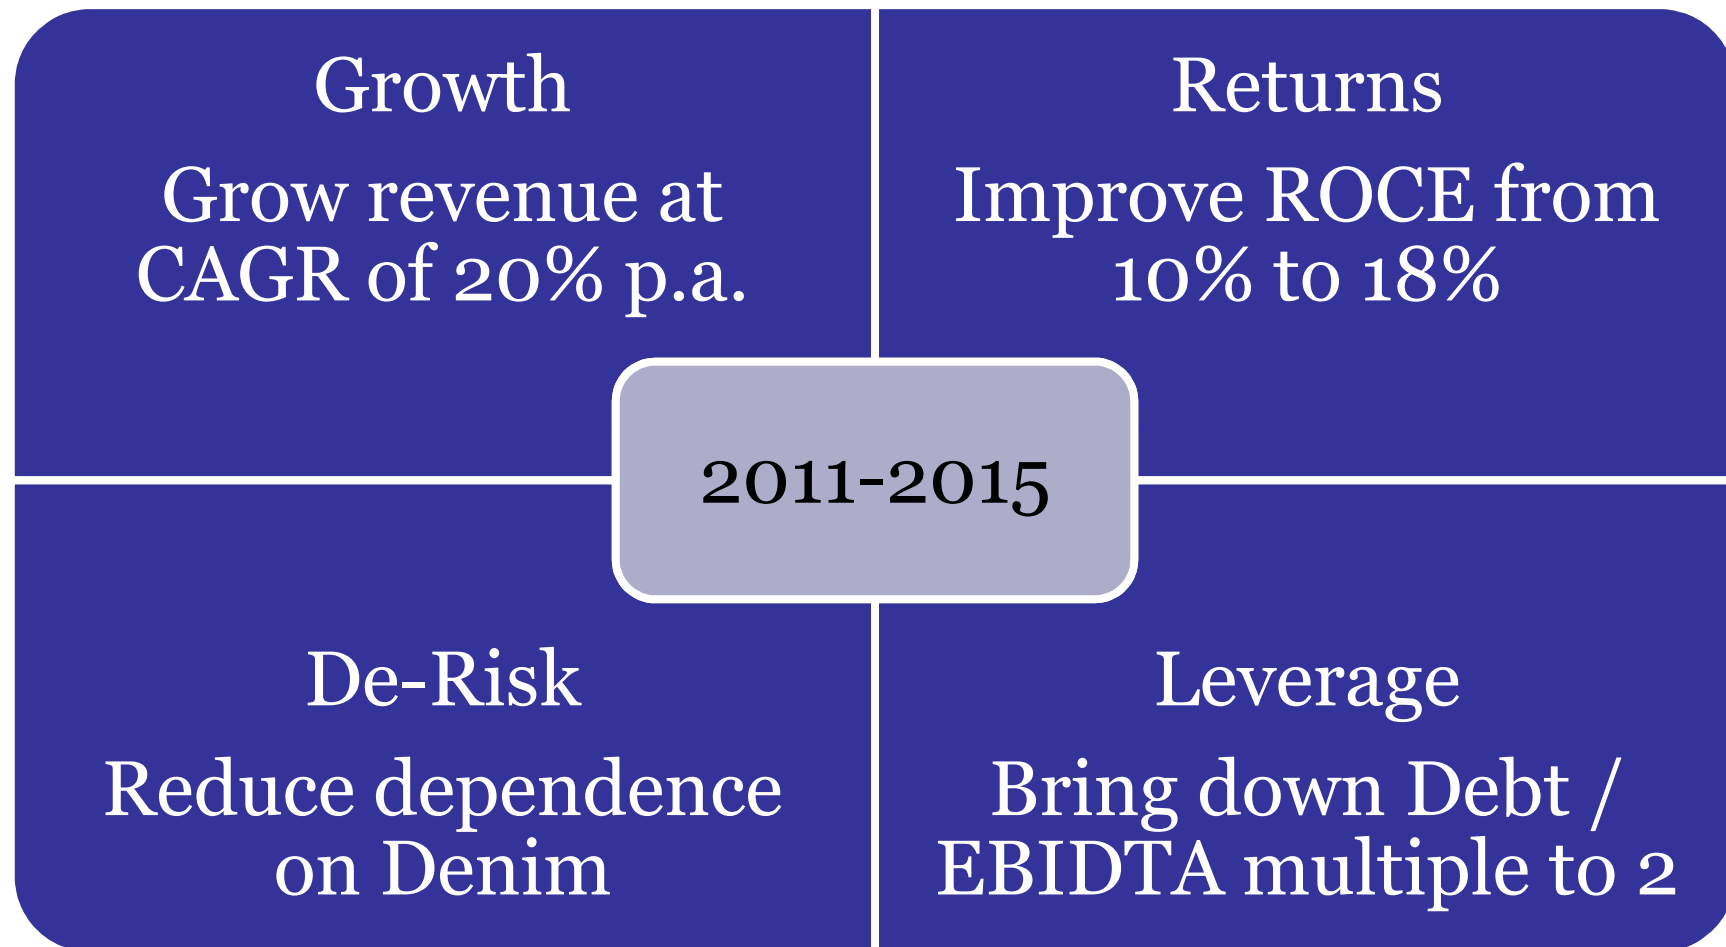 Growth
Grow revenue at
CAGR of 20% p.a.
Returns
Improve ROCE from
10% to 18%
2011-2015
De-Risk
Reduce dependence
on Denim
Leverage
Bring down Debt /
EBIDTA multiple to 2